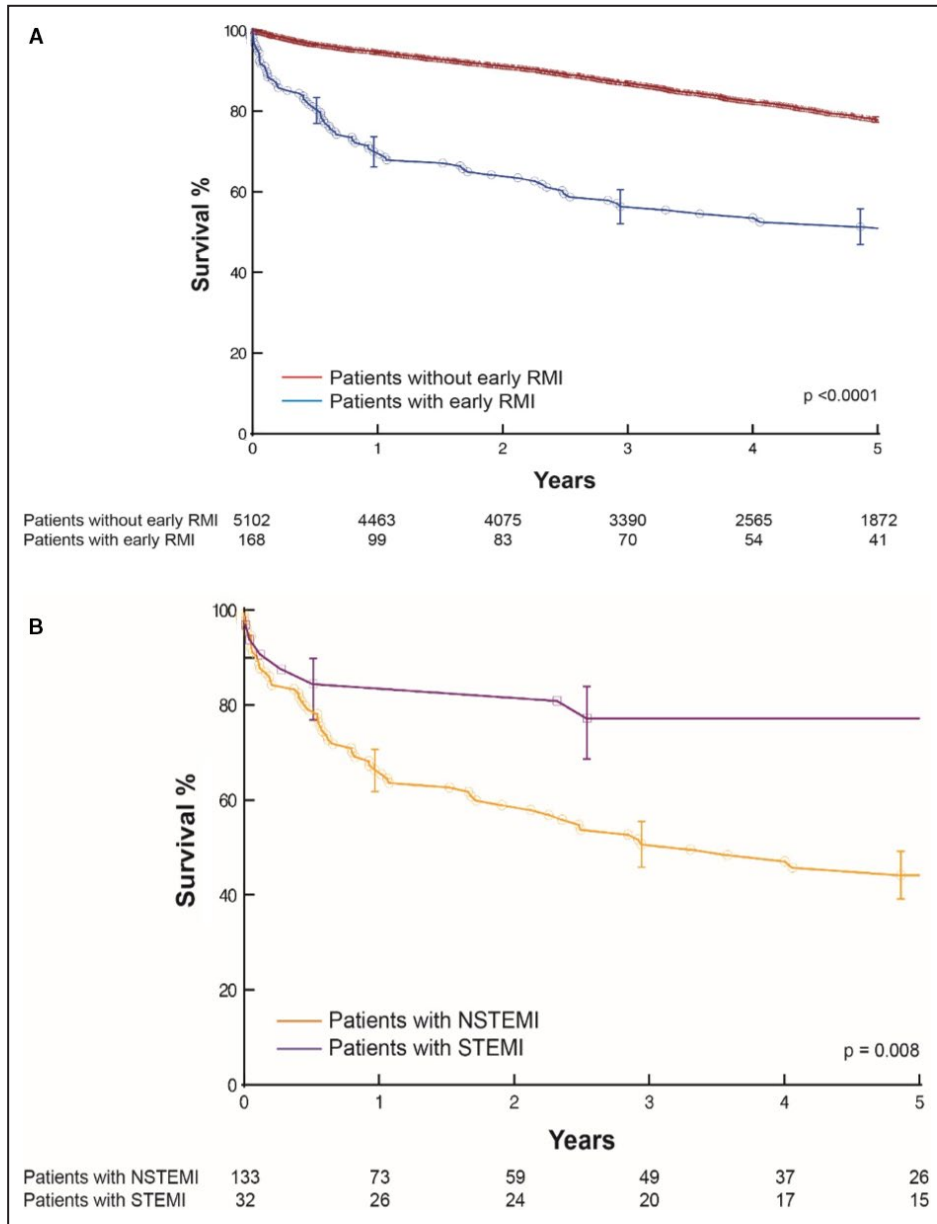 A
100
80
60
40
20
0
Survival %
Patients without early RMI
Patients with early RMI
p <0.0001
0 1 2 3 4 5
Years
Patients without early RMI 5102 4463 4075 3390 2565 1872
Patients with early RMI 168 99 83 70 54 41
B
100
80
60
40
20
0
Survival %
Patients with NSTEMI
Patients with STEMI
p = 0.008
0 1 2 3 4 5
Years
Patients with NSTEMI 133 73 59 49 37 26
Patients with STEMI 32 26 24 20 17 15